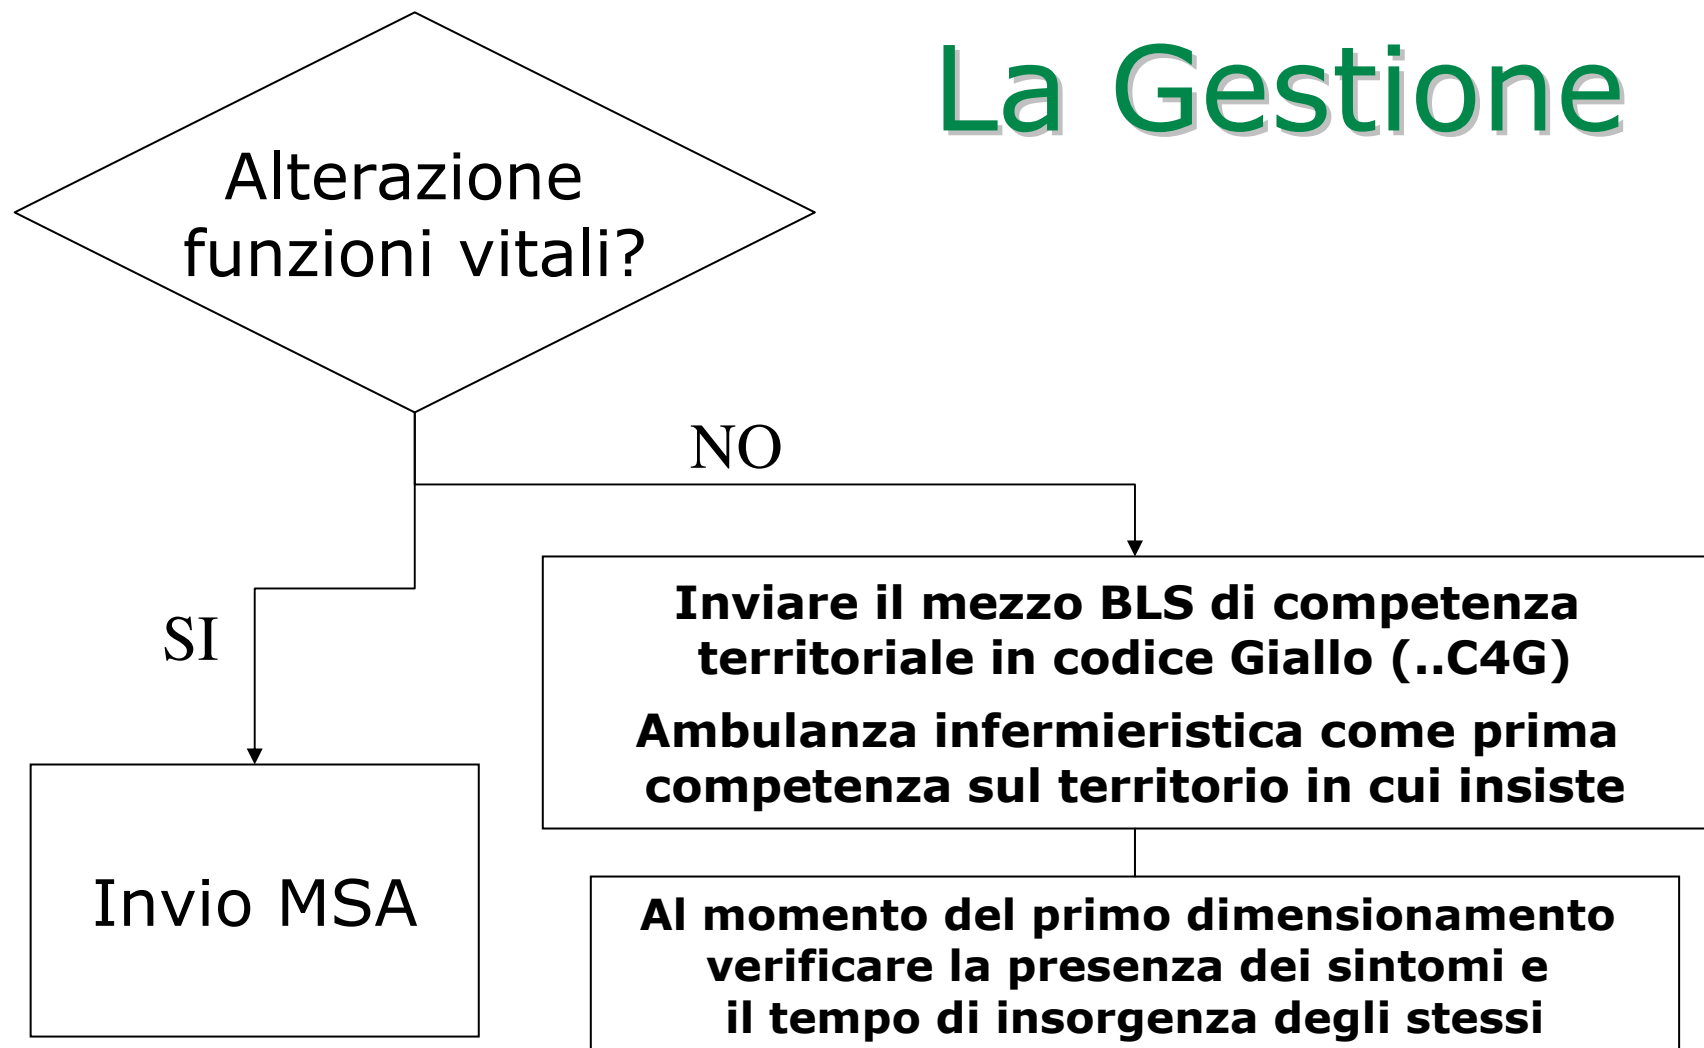 La Gestione
Alterazione
funzioni vitali?
NO
SI
Inviare il mezzo BLS di competenza
territoriale in codice Giallo (..C4G)
Ambulanza infermieristica come prima
competenza sul territorio in cui insiste
Invio MSA
Al momento del primo dimensionamento
verificare la presenza dei sintomi e
il tempo di insorgenza degli stessi